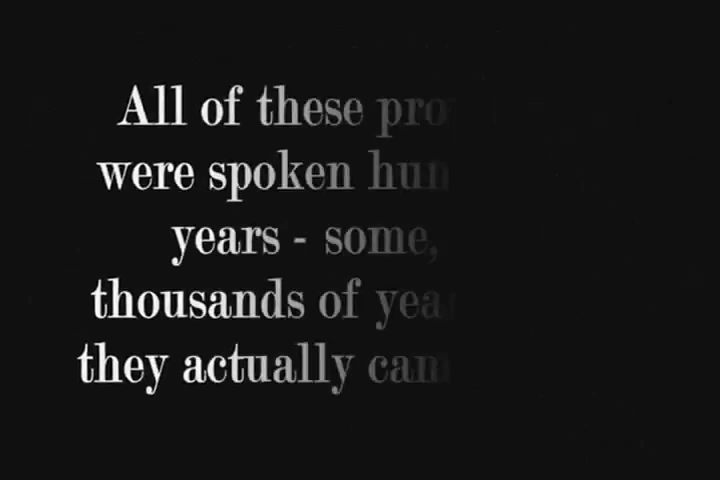 All of these pro
were spoken hun
years - some,
thousands of yea
they actually cam